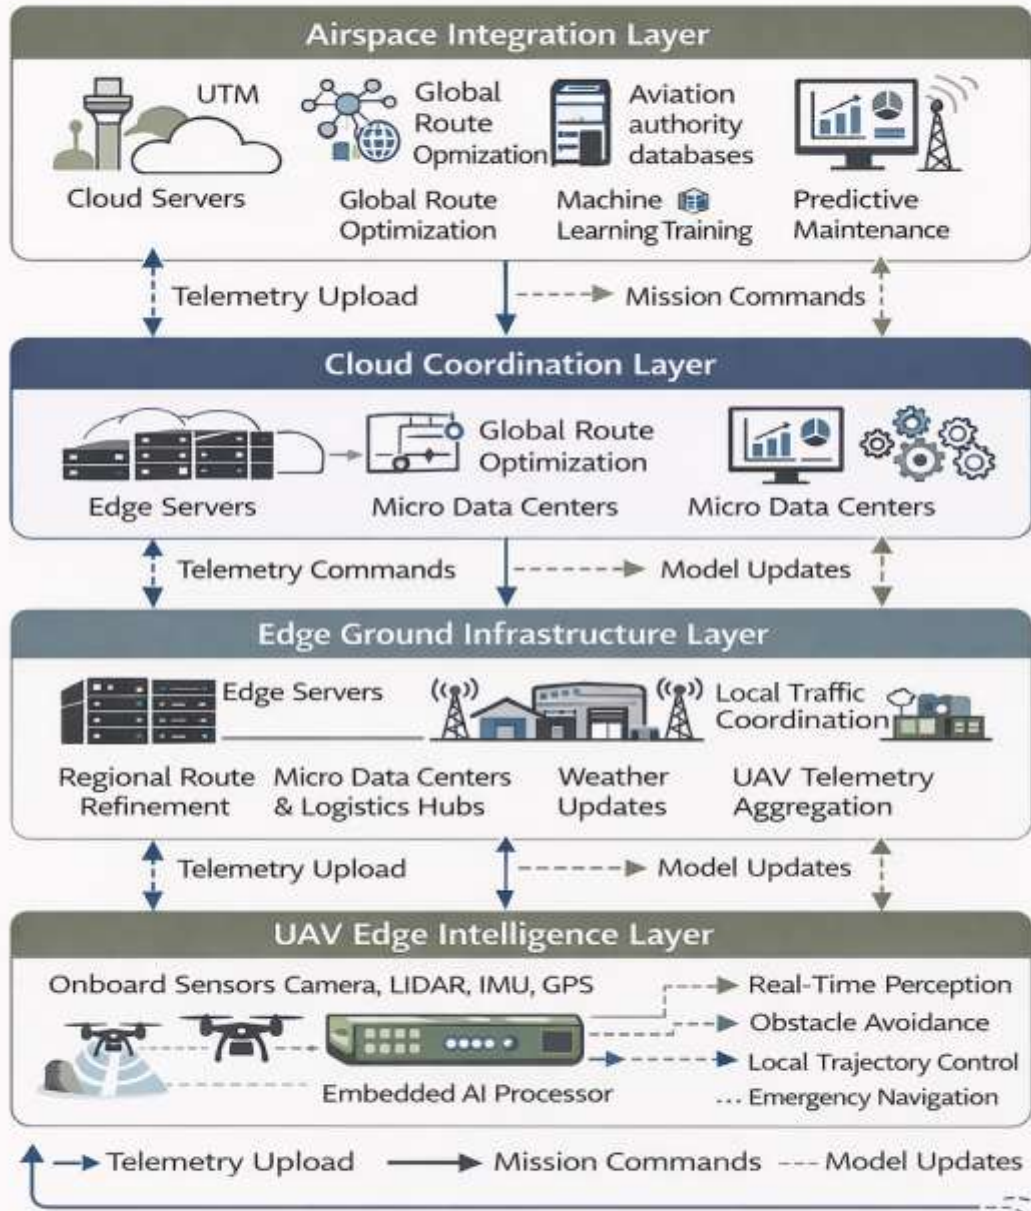 Airspace Integration Layer
UTM
Global
Route
Opmization
Aviation
authority
databases
Cloud Servers
Global Route
Optimization
Machine
Learning Training
Predictive
Maintenance
Telemetry Upload
Mission Commands
Cloud Coordination Layer
Global Route
Optimization
Edge Servers
Micro Data Centers
Micro Data Centers
Telemetry Commands
Model Updates
Edge Ground Infrastructure Layer
Edge Servers
Local Traffic
Coordination
Regional Route
Refinement
Micro Data Centers
& Logistics Hubs
Weather
Updates
UAV Telemetry
Aggregation
Telemetry Upload
Model Updates
UAV Edge Intelligence Layer
Onboard Sensors Camera, LIDAR, IMU, GPS
Real-Time Perception
Obstacle Avoidance
Local Trajectory Control
Embedded AI Processor
... Emergency Navigation
Telemetry Upload
Mission Commands
Model Updates